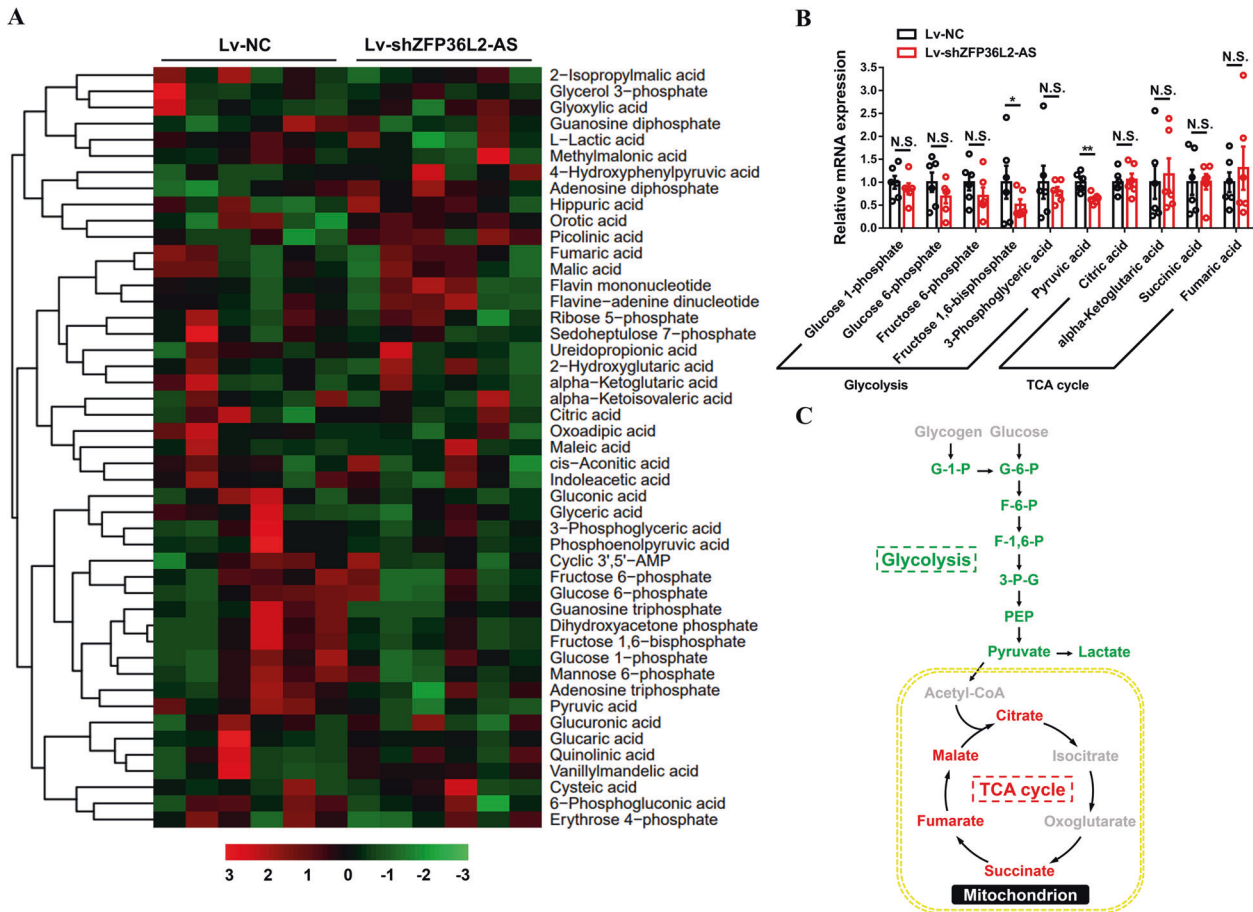 A
Lv-NC
Lv-shZFP36L2-AS
2-Isopropylmalic acid
Glycerol 3-phosphate
Glyoxylic acid
Guanosine diphosphate
L-Lactic acid
Methylmalonic acid
4-Hydroxyphenylpyruvic acid
Adenosine diphosphate
Hippuric acid
Orotic acid
Picolinic acid
Fumaric acid
Malic acid
Flavin mononucleotide
Flavine-adenine dinucleotide
Ribose 5-phosphate
Sedoheptulose 7-phosphate
Ureidopropionic acid
2-Hydroxyglutaric acid
alpha-Ketoglutaric acid
alpha-Ketoisovaleric acid
Citric acid
Oxoadipic acid
Maleic acid
cis-Aconitic acid
Indoleacetic acid
Gluconic acid
Glyceric acid
3-Phosphoglyceric acid
Phosphoenolpyruvic acid
Cyclic 3',5'-AMP
Fructose 6-phosphate
Glucose 6-phosphate
Guanosine triphosphate
Dihydroxyacetone phosphate
Fructose 1,6-bisphosphate
Glucose 1-phosphate
Mannose 6-phosphate
Adenosine triphosphate
Pyruvic acid
Glucuronic acid
Glucaric acid
Quinolinic acid
Vanillylmandelic acid
Cysteic acid
6-Phosphogluconic acid
Erythrose 4-phosphate
3 2 1 0 -1 -2 -3
B
Lv-NC
Lv-shZFP36L2-AS
Relative mRNA expression
3.5
3.0
2.5
2.0
1.5
1.0
0.5
0.0
N.S.
N.S.
N.S.
*
N.S.
**
N.S.
N.S.
N.S.
N.S.
Glucose 1-phosphate
Glucose 6-phosphate
Fructose 6-phosphate
Fructose 1,6-bisphosphate
3-Phosphoglyceric acid
Pyruvic acid
Citric acid
alpha-Ketoglutaric acid
Succinic acid
Fumaric acid
Glycolysis
TCA cycle
C
Glycogen Glucose
G-1-P G-6-P
F-6-P
F-1,6-P
Glycolysis
3-P-G
PEP
Pyruvate Lactate
Acetyl-CoA
Citrate
Malate Isocitrate
TCA cycle
Fumarate Oxoglutarate
Succinate
Mitochondrion